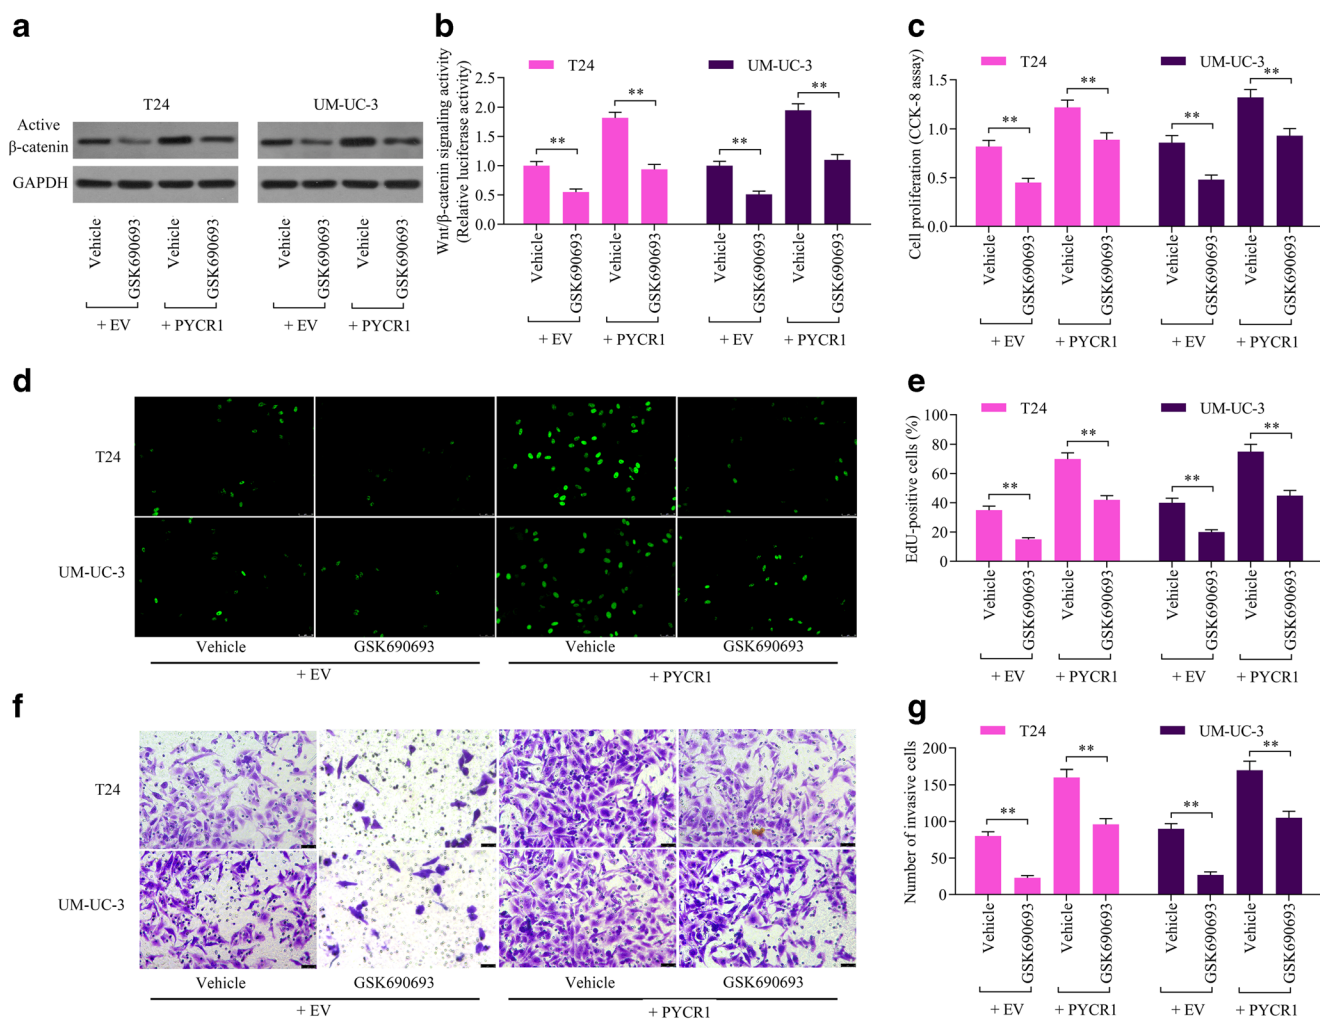 a
T24
UM-UC-3
Active
β-catenin
GAPDH
Vehicle
GSK690693
Vehicle
GSK690693
Vehicle
GSK690693
Vehicle
GSK690693
+ EV
+ PYCR1
+ EV
+ PYCR1
b
T24
UM-UC-3
Wnt/β-catenin signaling activity
(Relative luciferase activity)
2.5
2.0
1.5
1.0
0.5
0.0
**
**
**
**
Vehicle
GSK690693
Vehicle
GSK690693
Vehicle
GSK690693
Vehicle
GSK690693
+ EV
+ PYCR1
+ EV
+ PYCR1
c
T24
UM-UC-3
Cell proliferation (CCK-8 assay)
1.5
1.0
0.5
0.0
**
**
**
**
Vehicle
GSK690693
Vehicle
GSK690693
Vehicle
GSK690693
Vehicle
GSK690693
+ EV
+ PYCR1
+ EV
+ PYCR1
d
T24
UM-UC-3
Vehicle
GSK690693
Vehicle
GSK690693
+ EV
+ PYCR1
e
T24
UM-UC-3
EdU-positive cells (%)
100
80
60
40
20
0
**
**
**
**
Vehicle
GSK690693
Vehicle
GSK690693
Vehicle
GSK690693
Vehicle
GSK690693
+ EV
+ PYCR1
+ EV
+ PYCR1
f
T24
UM-UC-3
Vehicle
GSK690693
Vehicle
GSK690693
+ EV
+ PYCR1
g
T24
UM-UC-3
Number of invasive cells
200
150
100
50
0
**
**
**
**
Vehicle
GSK690693
Vehicle
GSK690693
Vehicle
GSK690693
Vehicle
GSK690693
+ EV
+ PYCR1
+ EV
+ PYCR1